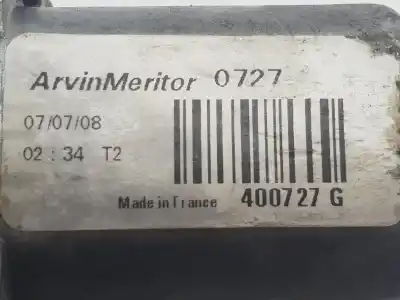 ArvinMeritor 0727
07/07/08
02 : 34 T2
Made in France 400727 G